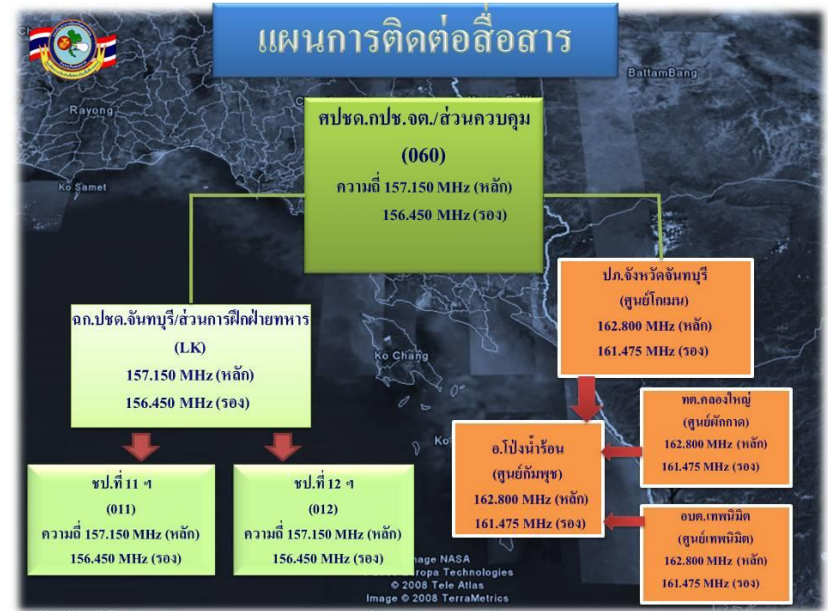 แผนการติดต่อสื่อสาร
BattamBang
Rayong
Ko Samet
ศปชด.กปช.จต./ส่วนควบคุม
(060)
ความถี่ 157.150 MHz (หลัก)
156.450 MHz (รอง)
ปภ.จังหวัดจันทบุรี
(ศูนย์โกเมน)
162.800 MHz (หลัก)
161.475 MHz (รอง)
ฉก.ปชด.จันทบุรี/ส่วนการฝึกฝ่ายทหาร
(LK)
157.150 MHz (หลัก)
156.450 MHz (รอง)
Ko Chang
ทต.คลองใหญ่
(ศูนย์ผักกาด)
162.800 MHz (หลัก)
161.475 MHz (รอง)
อ.โป่งน้ำร้อน
(ศูนย์กัมพุช)
162.800 MHz (หลัก)
161.475 MHz (รอง)
ชป.ที่ 11 ฯ
(011)
ความถี่ 157.150 MHz (หลัก)
156.450 MHz (รอง)
ชป.ที่ 12 ฯ
(012)
ความถี่ 157.150 MHz (หลัก)
156.450 MHz (รอง)
อบต.เทพนิมิต
(ศูนย์เทพนิมิต)
162.800 MHz (หลัก)
161.475 MHz (รอง)
NASA
Technologies
© 2008 Tele Atlas
Image © 2008 TerraMetrics